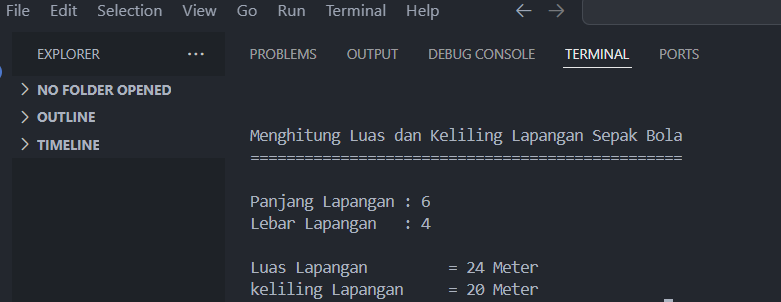 File Edit Selection View Go Run Terminal Help
EXPLORER
NO FOLDER OPENED
OUTLINE
TIMELINE
PROBLEMS OUTPUT DEBUG CONSOLE TERMINAL PORTS
Menghitung Luas dan Keliling Lapangan Sepak Bola
================================================
Panjang Lapangan : 6
Lebar Lapangan   : 4
Luas Lapangan         = 24 Meter
keliling Lapangan     = 20 Meter